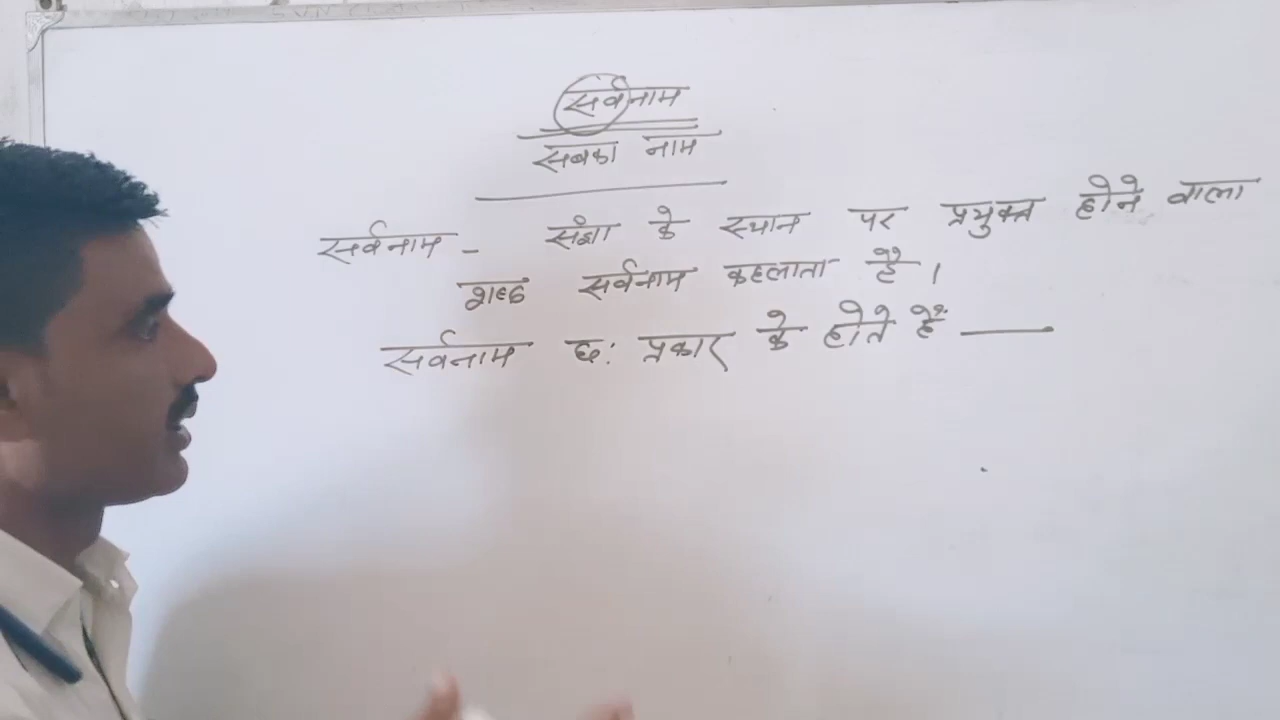 सर्वनाम
सबका नाम
सर्वनाम - संज्ञा के स्थान पर प्रयुक्त होने वाला
शब्द सर्वनाम कहलाता है।
सर्वनाम छ: प्रकार के होते हैं —